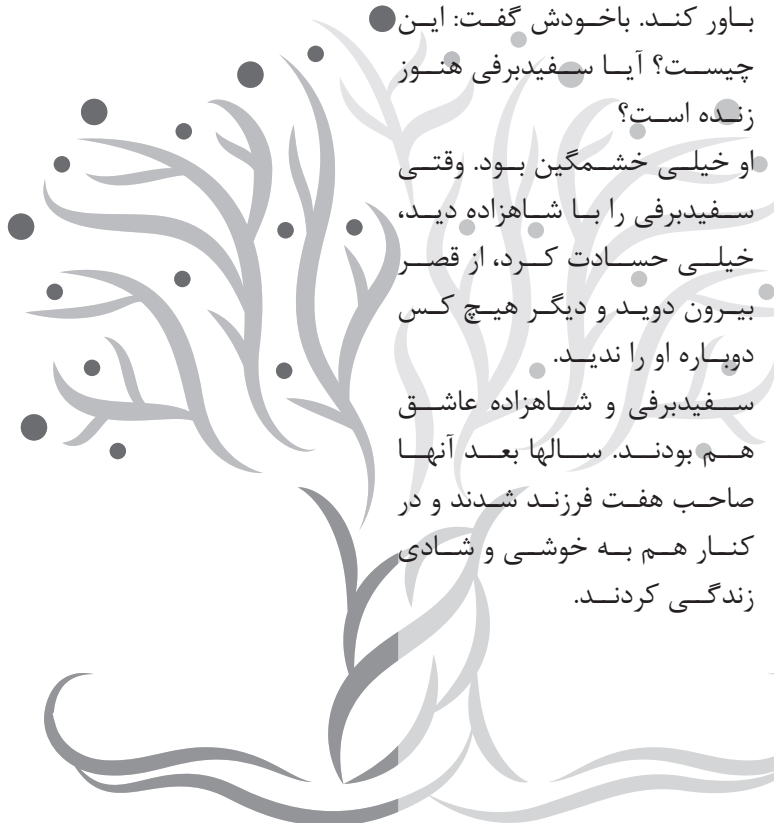 باور کند. باخودش گفت: این
چیست؟ آیا سفیدبرفی هنوز
زنده است؟
او خیلی خشمگین بود. وقتی
سفیدبرفی را با شاهزاده دید،
خیلی حسادت کرد، از قصر
بیرون دوید و دیگر هیچ کس
دوباره او را ندید.
سفیدبرفی و شاهزاده عاشق
هم بودند. سالها بعد آنها
صاحب هفت فرزند شدند و در
کنار هم به خوشی و شادی
زندگی کردند.